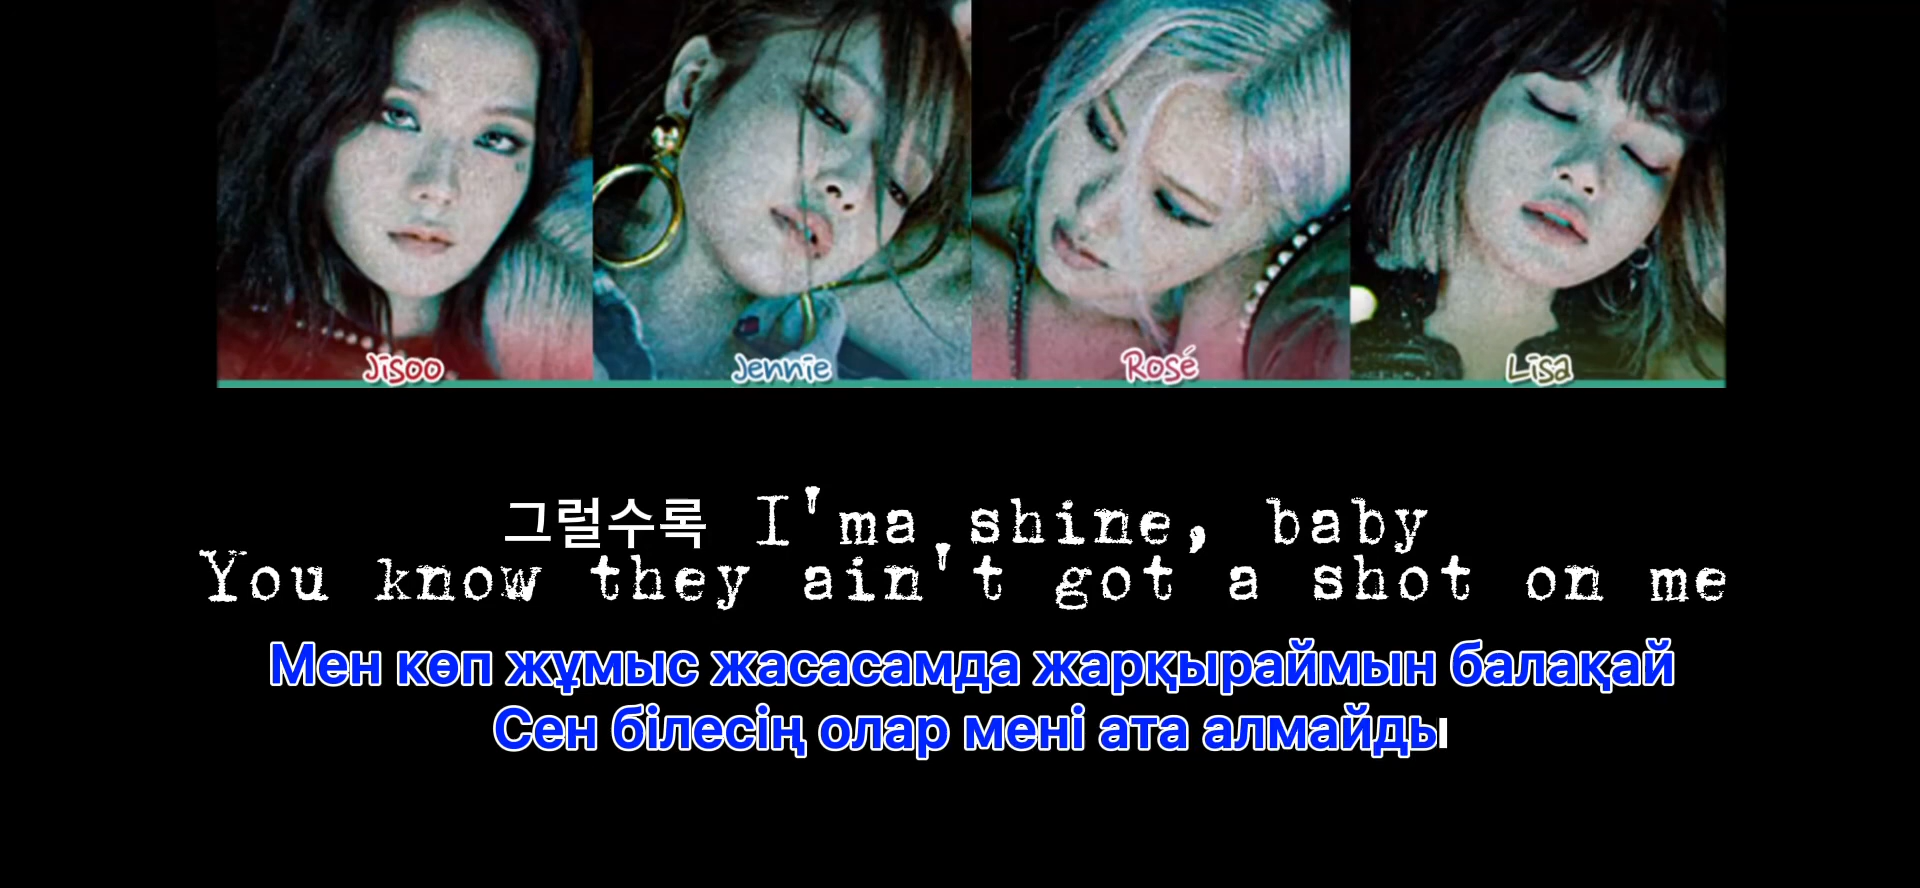 Jisoo
Jennie
Rosé
Lisa
그럴수록 I'ma shine, baby
You know they ain't got a shot on me
Мен көп жұмыс жасасамда жарқыраймын балақай
Сен білесің олар мені ата алмайды